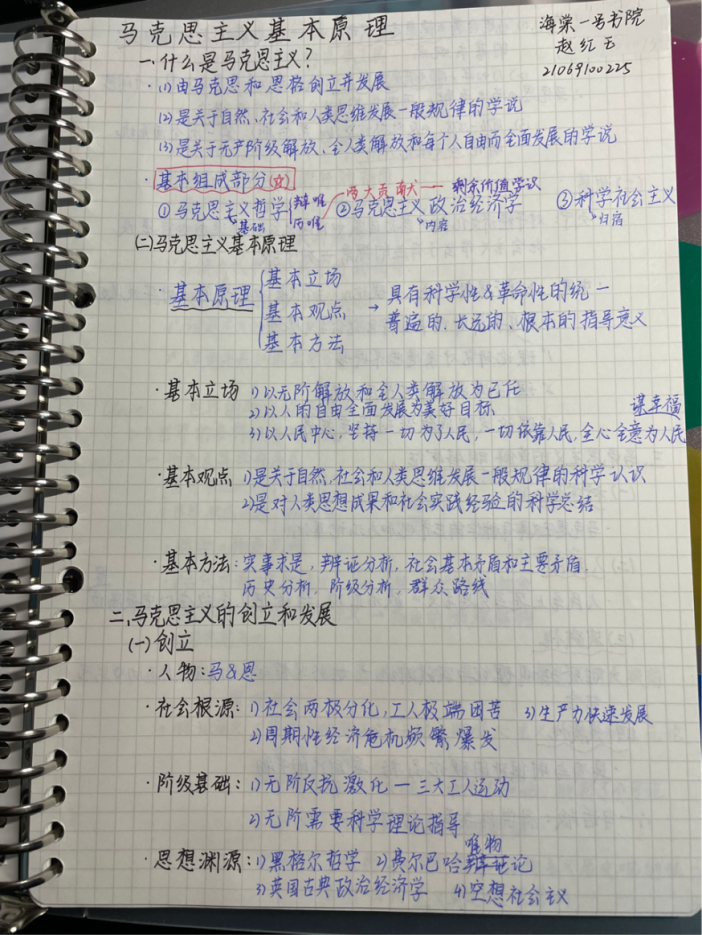 马克思主义基本原理
海棠一号书院
赵红云
21069100225
一.什么是马克思主义?
·(1)由马克思和恩格创立并发展
(2)是关于自然、社会和人类思维发展一般规律的学说
(3)是关于无产阶级解放、全人类解放和每个人自由而全面发展的学说
·基本组成部分(☆)
两大贡献 — 剩余价值学说
①马克思主义哲学{辩唯 历唯 ②马克思主义政治经济学 ③科学社会主义
基础 内容 归宿
(二)马克思主义基本原理
·基本原理{基本立场
基本观点
基本方法
→具有科学性&革命性的统一
普遍的、长远的、根本的指导意义
·基本立场 1)以无阶解放和全人类解放为己任
2)以人的自由全面发展为美好目标
谋幸福
3)以人民中心,坚持一切为了人民,一切依靠人民,全心全意为人民
·基本观点 1)是关于自然、社会和人类思维发展一般规律的科学认识
2)是对人类思想成果和社会实践经验的科学总结
·基本方法:实事求是,辩证分析,社会基本矛盾和主要矛盾、
历史分析,阶级分析,群众路线
二、马克思主义的创立和发展
(一)创立
·人物:马&恩
·社会根源:1)社会两极分化,工人极端困苦 3)生产力快速发展
2)周期性经济危机频繁爆发
·阶级基础:1)无阶反抗激化—三大工人运动
2)无阶需要科学理论指导
唯物
·思想渊源:1)黑格尔哲学 2)费尔巴哈辩证论
3)英国古典政治经济学 4)空想社会主义